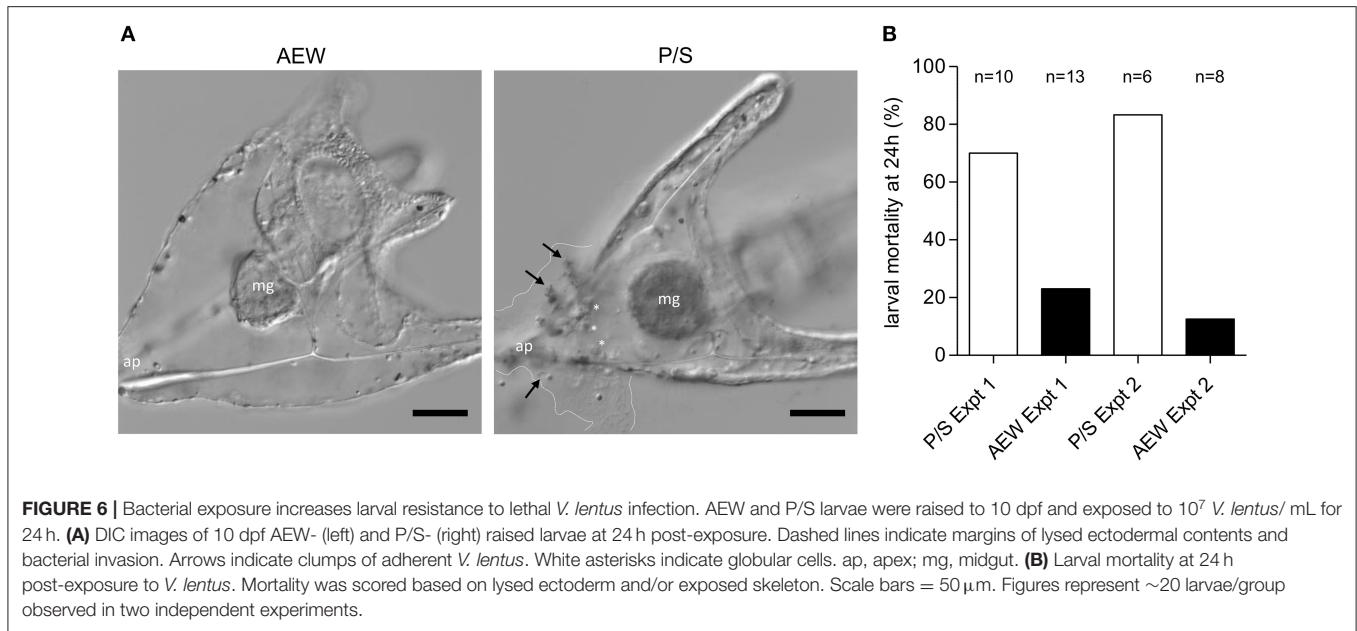 A
AEW
P/S
mg
ap
mg
ap
*
*
*
B
100
80
60
40
20
0
larval mortality at 24h (%)
n=10 n=13 n=6 n=8
P/S Expt 1
AEW Expt 1
P/S Expt 2
AEW Expt 2
FIGURE 6 | Bacterial exposure increases larval resistance to lethal V. lentus infection. AEW and P/S larvae were raised to 10 dpf and exposed to 10⁷ V. lentus/ mL for
24 h. (A) DIC images of 10 dpf AEW- (left) and P/S- (right) raised larvae at 24 h post-exposure. Dashed lines indicate margins of lysed ectodermal contents and
bacterial invasion. Arrows indicate clumps of adherent V. lentus. White asterisks indicate globular cells. ap, apex; mg, midgut. (B) Larval mortality at 24 h
post-exposure to V. lentus. Mortality was scored based on lysed ectoderm and/or exposed skeleton. Scale bars = 50 μm. Figures represent ~20 larvae/group
observed in two independent experiments.